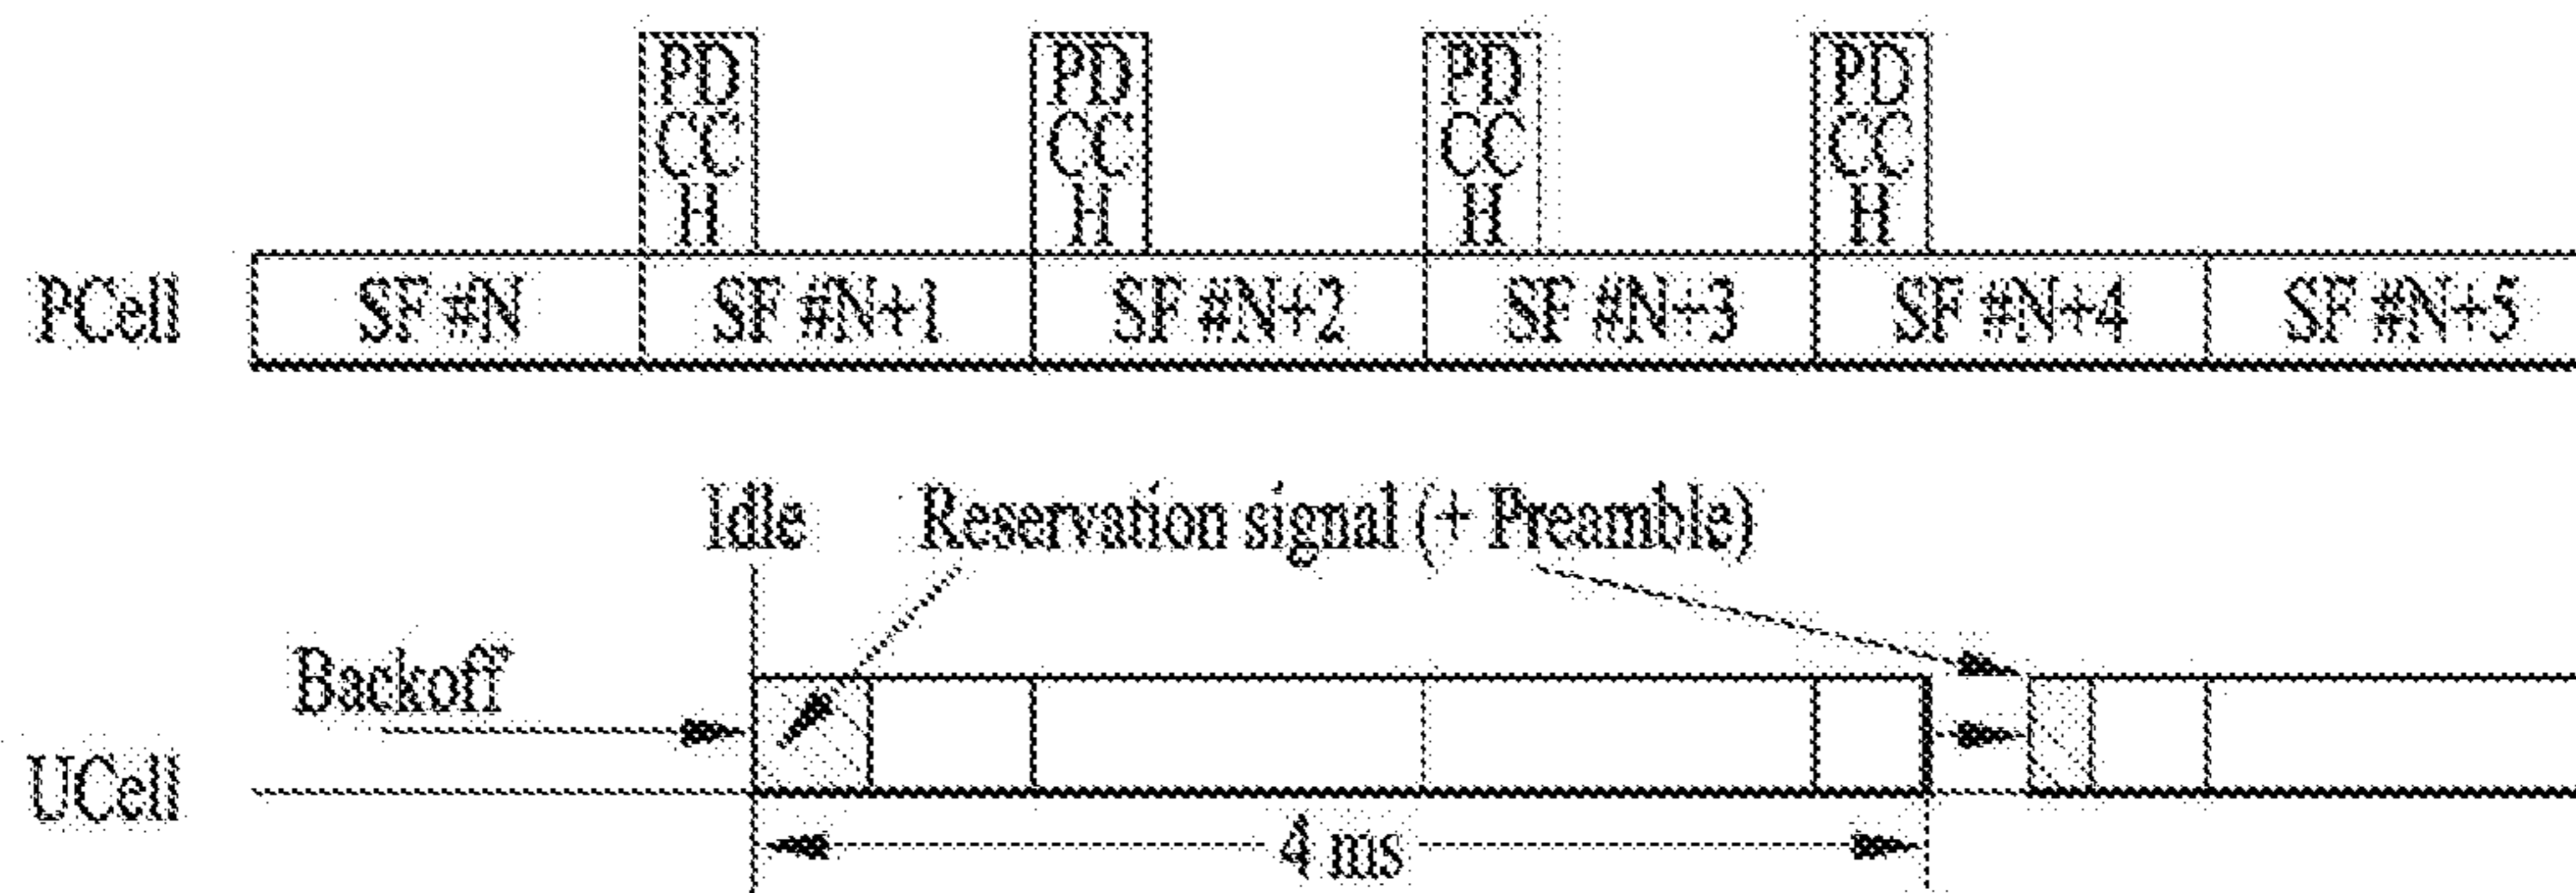 PD PD PD PD
CC CC CC CC
H H H H
PCell SF #N SF #N+1 SF #N+2 SF #N+3 SF #N+4 SF #N+5
Idle Reservation signal (+ Preamble)
Backoff
UCell
4 ms